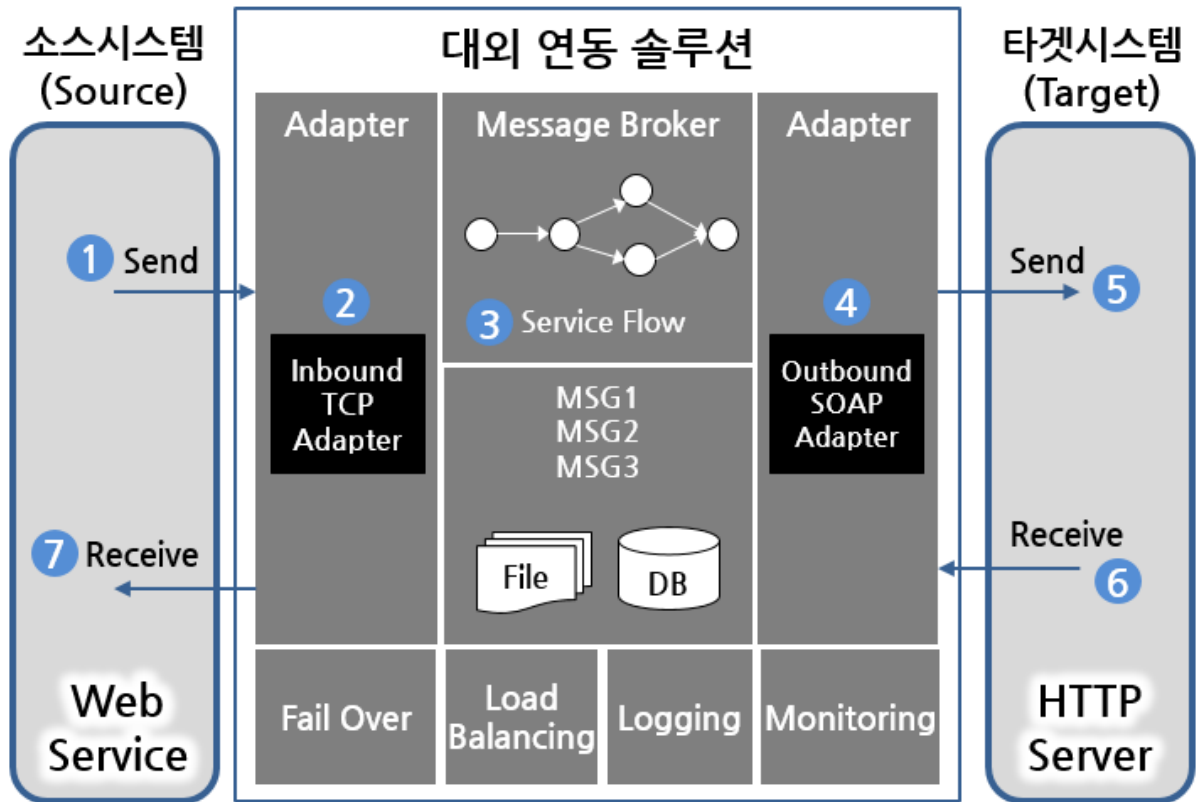 소스시스템
(Source)
1 Send
7 Receive
Web
Service
대외 연동 솔루션
Adapter
2
Inbound
TCP
Adapter
Message Broker
3 Service Flow
MSG1
MSG2
MSG3
File
DB
Adapter
4
Outbound
SOAP
Adapter
Fail Over
Load
Balancing
Logging
Monitoring
타겟시스템
(Target)
Send
5
Receive
6
HTTP
Server